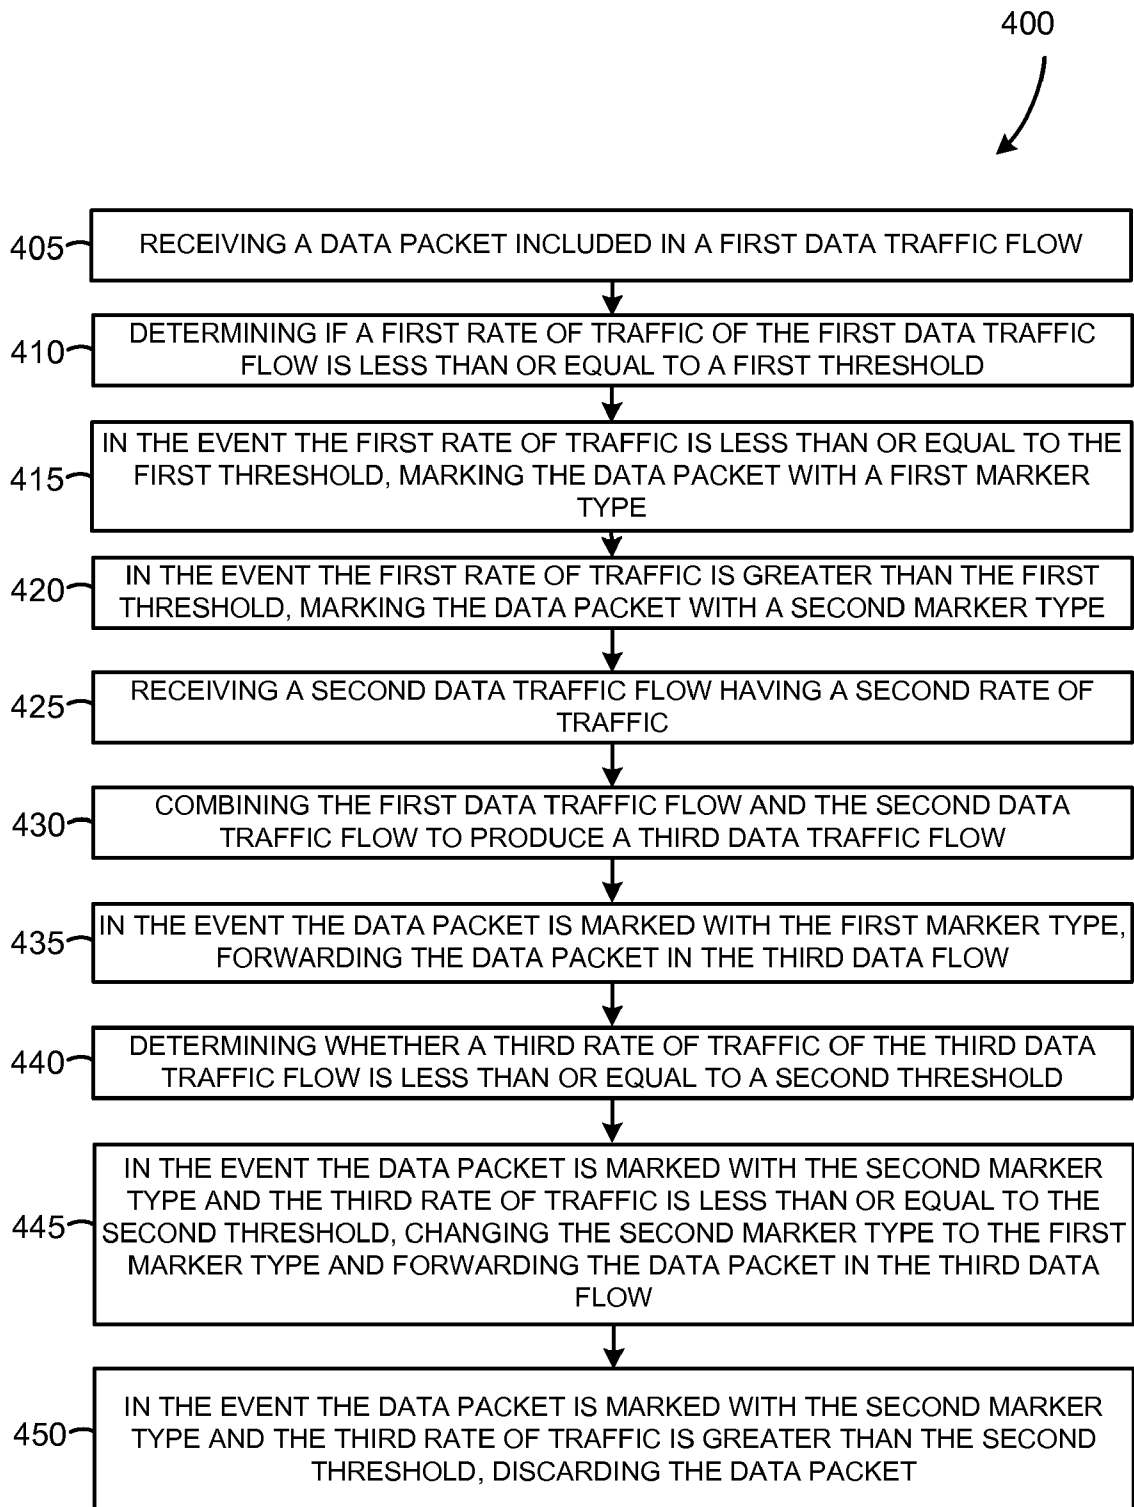 400
405
RECEIVING A DATA PACKET INCLUDED IN A FIRST DATA TRAFFIC FLOW
410
DETERMINING IF A FIRST RATE OF TRAFFIC OF THE FIRST DATA TRAFFIC
FLOW IS LESS THAN OR EQUAL TO A FIRST THRESHOLD
415
IN THE EVENT THE FIRST RATE OF TRAFFIC IS LESS THAN OR EQUAL TO THE
FIRST THRESHOLD, MARKING THE DATA PACKET WITH A FIRST MARKER
TYPE
420
IN THE EVENT THE FIRST RATE OF TRAFFIC IS GREATER THAN THE FIRST
THRESHOLD, MARKING THE DATA PACKET WITH A SECOND MARKER TYPE
425
RECEIVING A SECOND DATA TRAFFIC FLOW HAVING A SECOND RATE OF
TRAFFIC
430
COMBINING THE FIRST DATA TRAFFIC FLOW AND THE SECOND DATA
TRAFFIC FLOW TO PRODUCE A THIRD DATA TRAFFIC FLOW
435
IN THE EVENT THE DATA PACKET IS MARKED WITH THE FIRST MARKER TYPE,
FORWARDING THE DATA PACKET IN THE THIRD DATA FLOW
440
DETERMINING WHETHER A THIRD RATE OF TRAFFIC OF THE THIRD DATA
TRAFFIC FLOW IS LESS THAN OR EQUAL TO A SECOND THRESHOLD
445
IN THE EVENT THE DATA PACKET IS MARKED WITH THE SECOND MARKER
TYPE AND THE THIRD RATE OF TRAFFIC IS LESS THAN OR EQUAL TO THE
SECOND THRESHOLD, CHANGING THE SECOND MARKER TYPE TO THE FIRST
MARKER TYPE AND FORWARDING THE DATA PACKET IN THE THIRD DATA
FLOW
450
IN THE EVENT THE DATA PACKET IS MARKED WITH THE SECOND MARKER
TYPE AND THE THIRD RATE OF TRAFFIC IS GREATER THAN THE SECOND
THRESHOLD, DISCARDING THE DATA PACKET